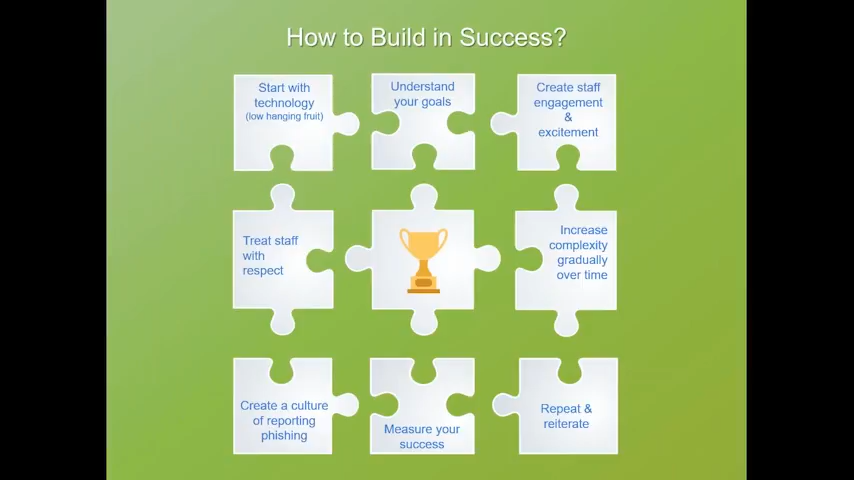 How to Build in Success?
Start with
technology
(low hanging fruit)
Understand
your goals
Create staff
engagement
&
excitement
Treat staff
with
respect
Increase
complexity
gradually
over time
Create a culture
of reporting
phishing
Measure your
success
Repeat &
reiterate